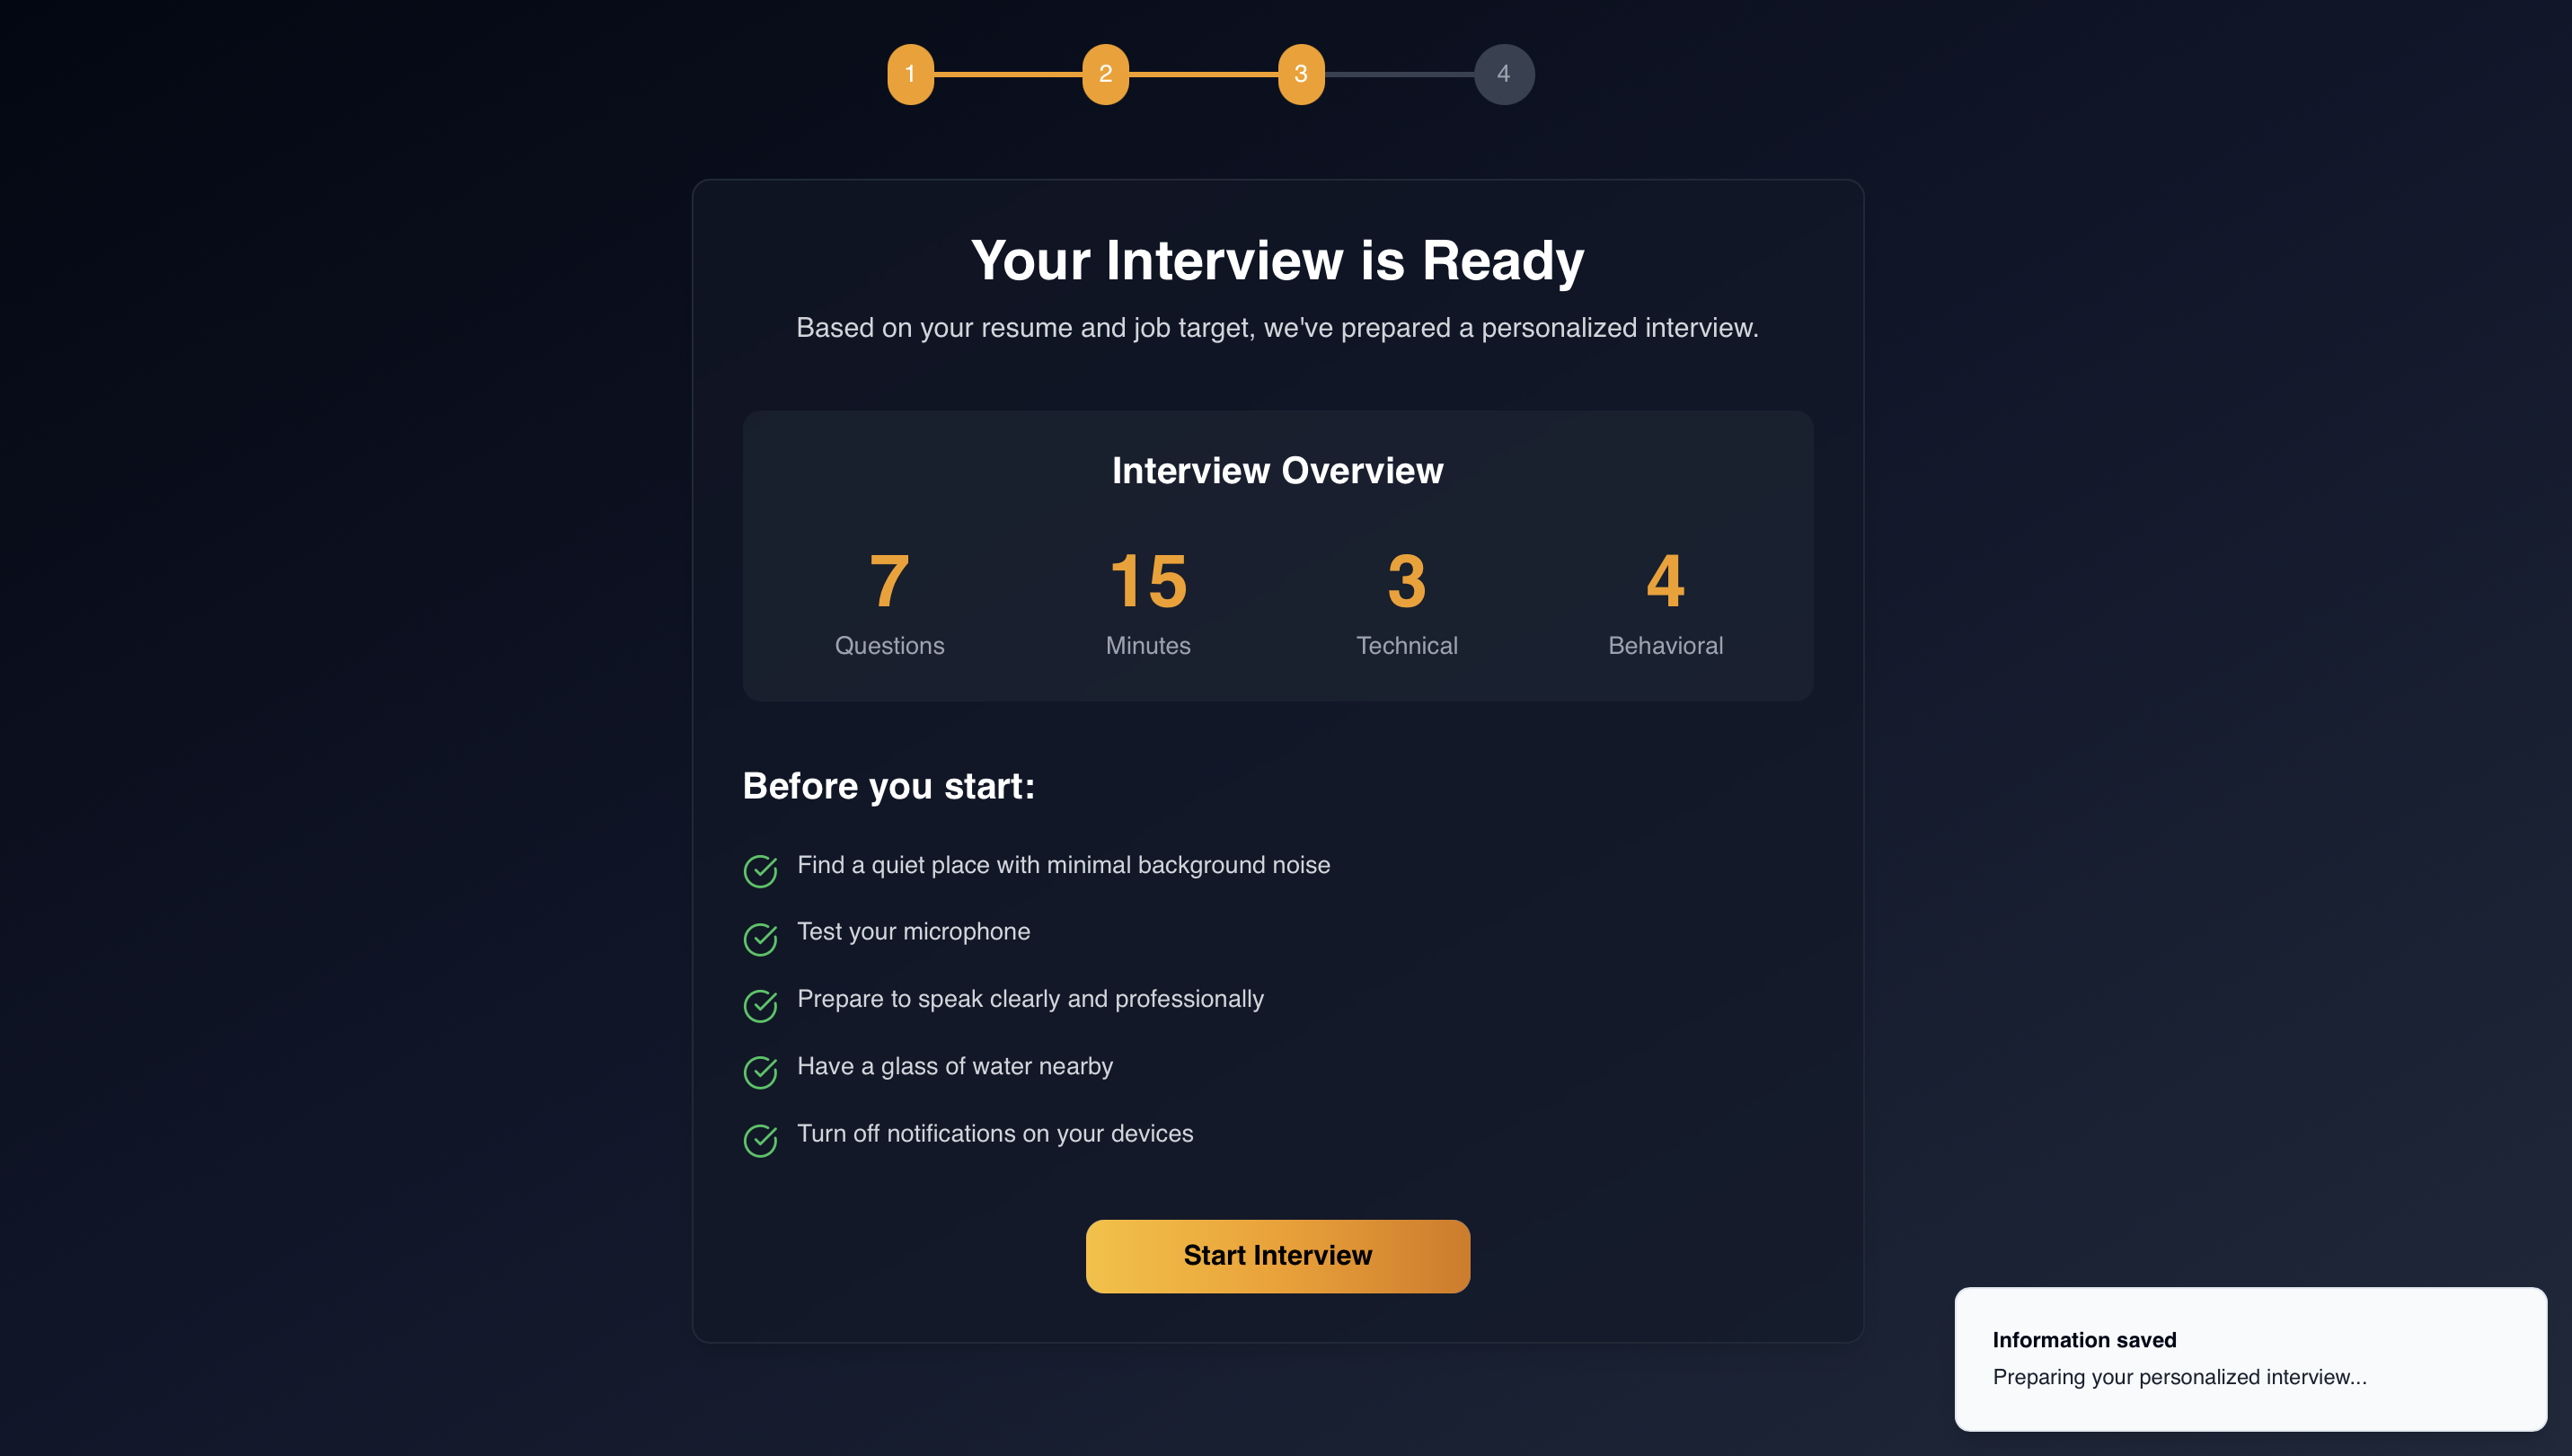 1 2 3 4
Your Interview is Ready
Based on your resume and job target, we've prepared a personalized interview.
Interview Overview
7 15 3 4
Questions Minutes Technical Behavioral
Before you start:
Find a quiet place with minimal background noise
Test your microphone
Prepare to speak clearly and professionally
Have a glass of water nearby
Turn off notifications on your devices
Start Interview
Information saved
Preparing your personalized interview...